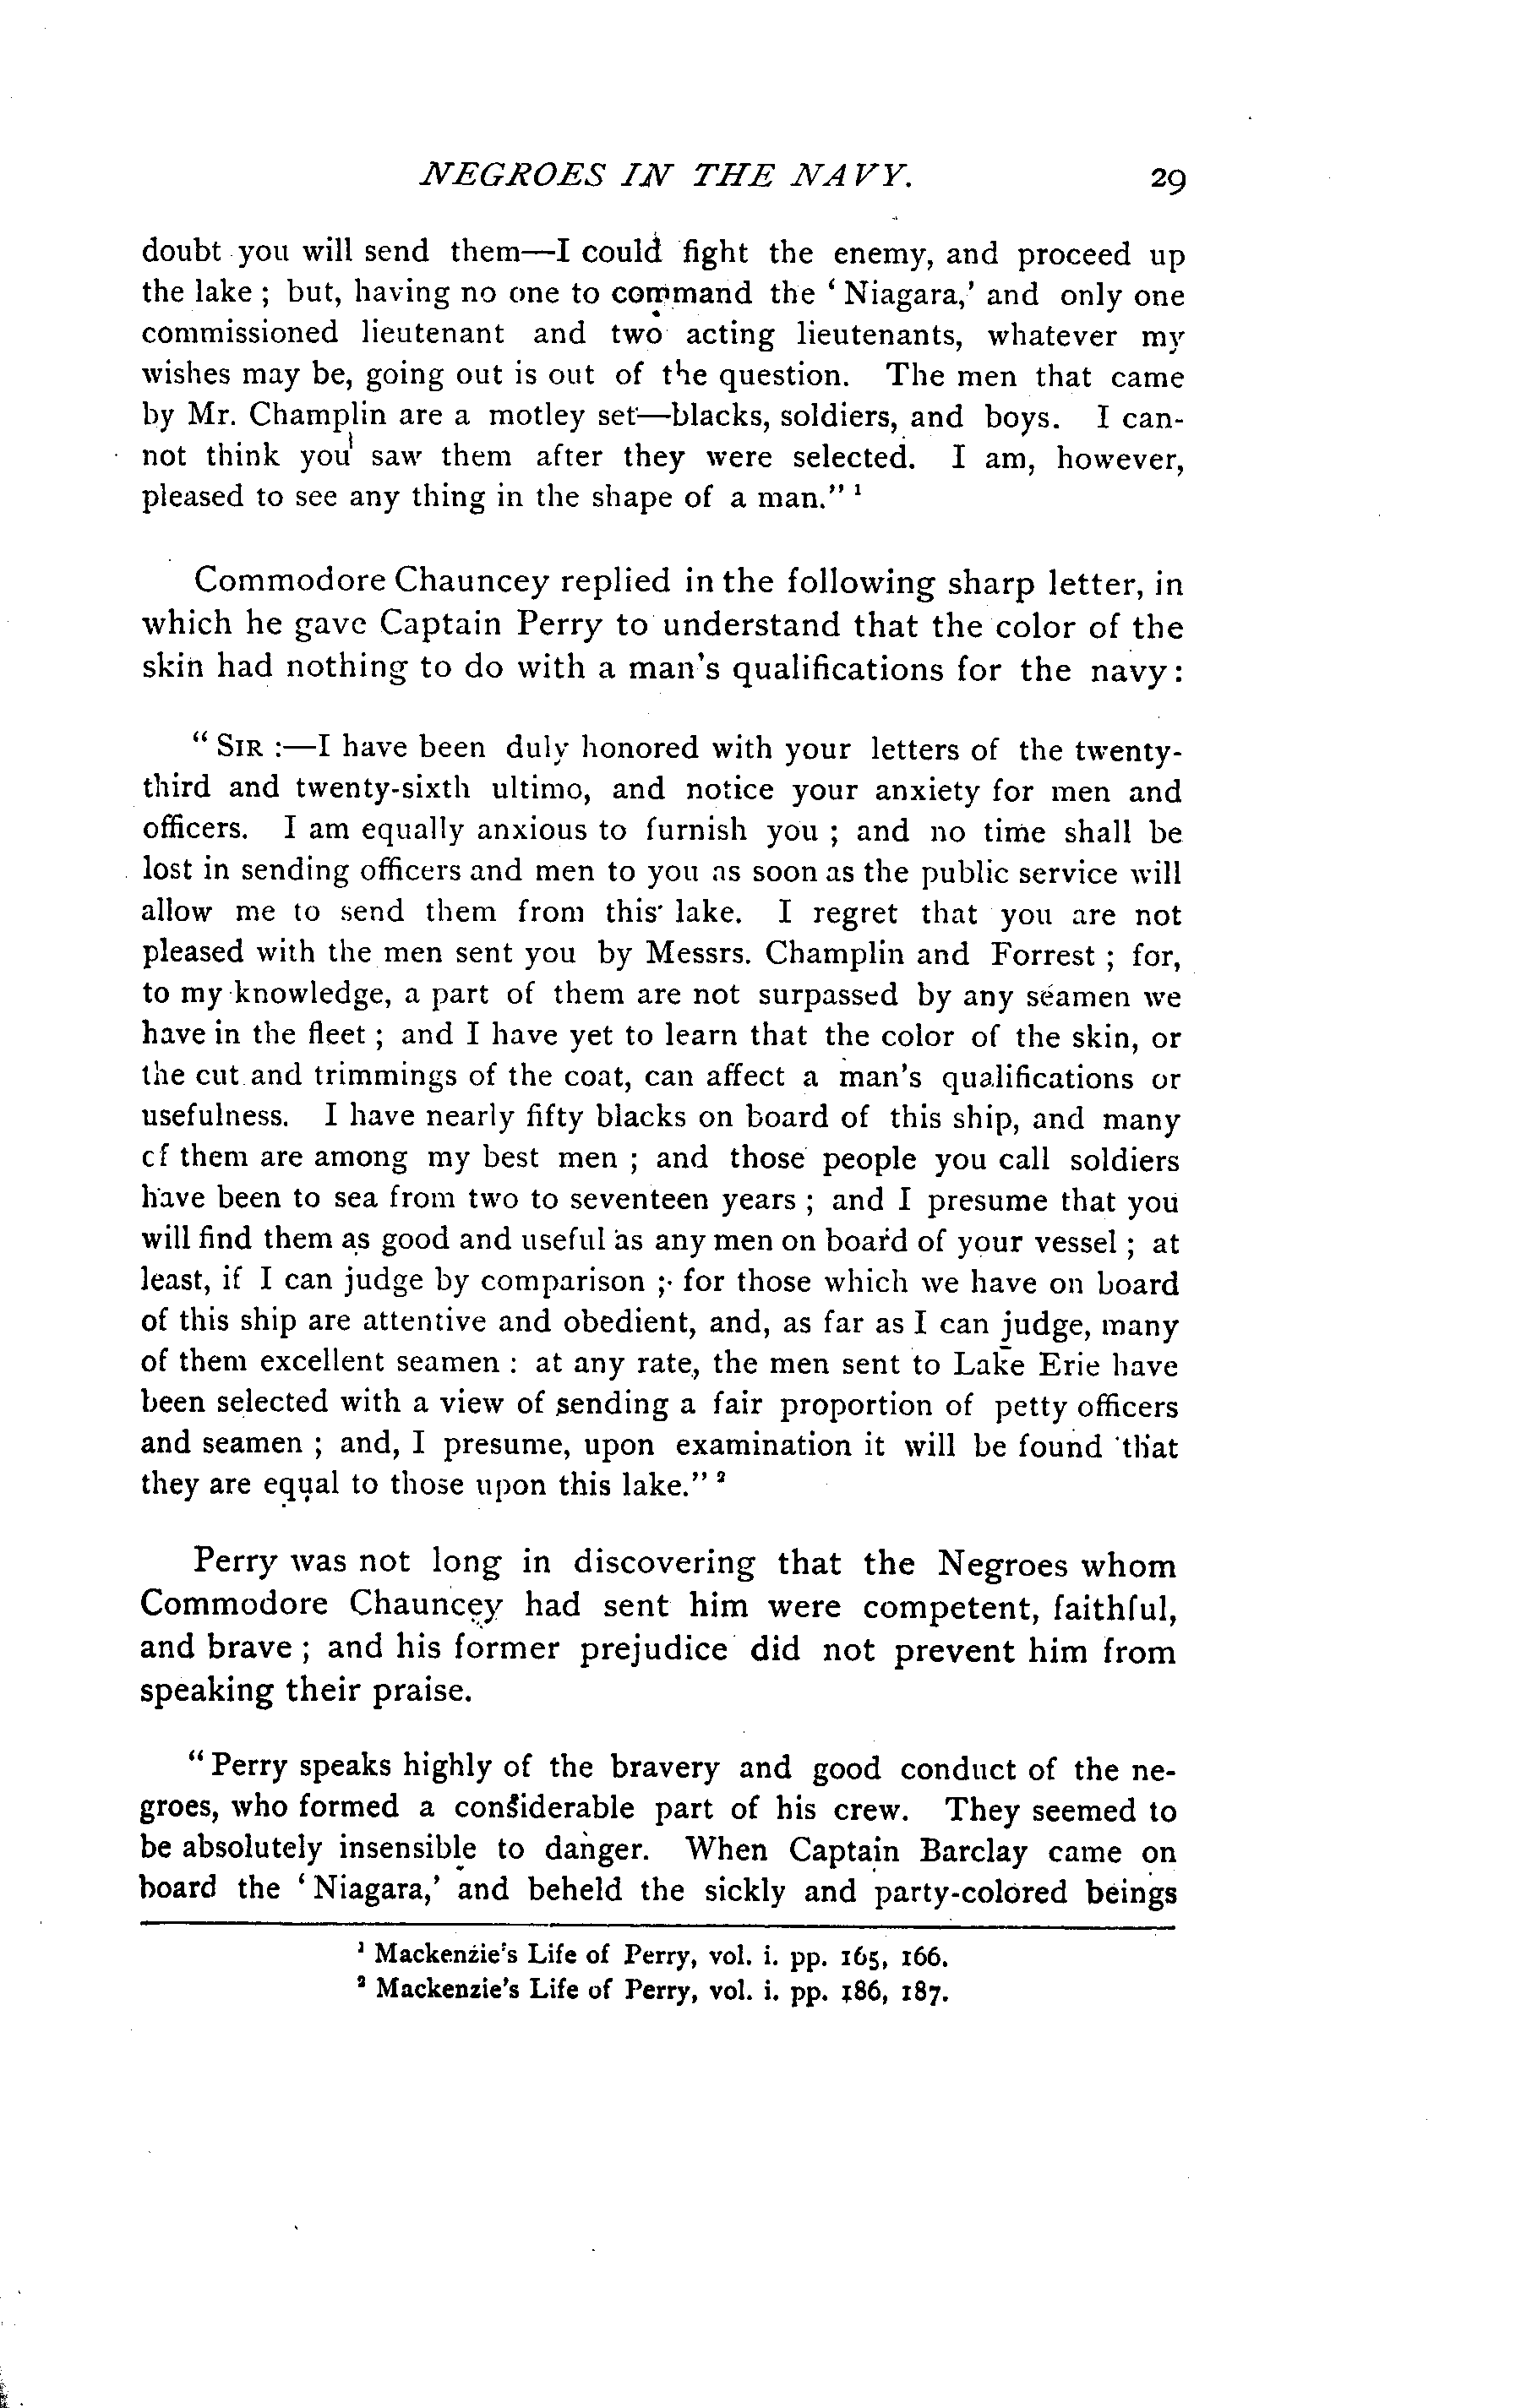 NEGROES IN THE NAVY. 29
doubt you will send them—I could fight the enemy, and proceed up
the lake ; but, having no one to command the ‘ Niagara,’ and only one
commissioned lieutenant and two acting lieutenants, whatever my
wishes may be, going out is out of the question. The men that came
by Mr. Champlin are a motley set—blacks, soldiers, and boys. I can-
not think you saw them after they were selected. I am, however,
pleased to see any thing in the shape of a man.” ¹
Commodore Chauncey replied in the following sharp letter, in
which he gave Captain Perry to understand that the color of the
skin had nothing to do with a man’s qualifications for the navy :
“ SIR :—I have been duly honored with your letters of the twenty-
third and twenty-sixth ultimo, and notice your anxiety for men and
officers. I am equally anxious to furnish you ; and no time shall be
lost in sending officers and men to you as soon as the public service will
allow me to send them from this lake. I regret that you are not
pleased with the men sent you by Messrs. Champlin and Forrest ; for,
to my knowledge, a part of them are not surpassed by any seamen we
have in the fleet ; and I have yet to learn that the color of the skin, or
the cut and trimmings of the coat, can affect a man’s qualifications or
usefulness. I have nearly fifty blacks on board of this ship, and many
of them are among my best men ; and those people you call soldiers
have been to sea from two to seventeen years ; and I presume that you
will find them as good and useful as any men on board of your vessel ; at
least, if I can judge by comparison ; for those which we have on board
of this ship are attentive and obedient, and, as far as I can judge, many
of them excellent seamen : at any rate, the men sent to Lake Erie have
been selected with a view of sending a fair proportion of petty officers
and seamen ; and, I presume, upon examination it will be found that
they are equal to those upon this lake.” ²
Perry was not long in discovering that the Negroes whom
Commodore Chauncey had sent him were competent, faithful,
and brave ; and his former prejudice did not prevent him from
speaking their praise.
“ Perry speaks highly of the bravery and good conduct of the ne-
groes, who formed a considerable part of his crew. They seemed to
be absolutely insensible to danger. When Captain Barclay came on
board the ‘ Niagara,’ and beheld the sickly and party-colored beings
¹ Mackenzie’s Life of Perry, vol. i. pp. 165, 166.
² Mackenzie’s Life of Perry, vol. i. pp. 186, 187.